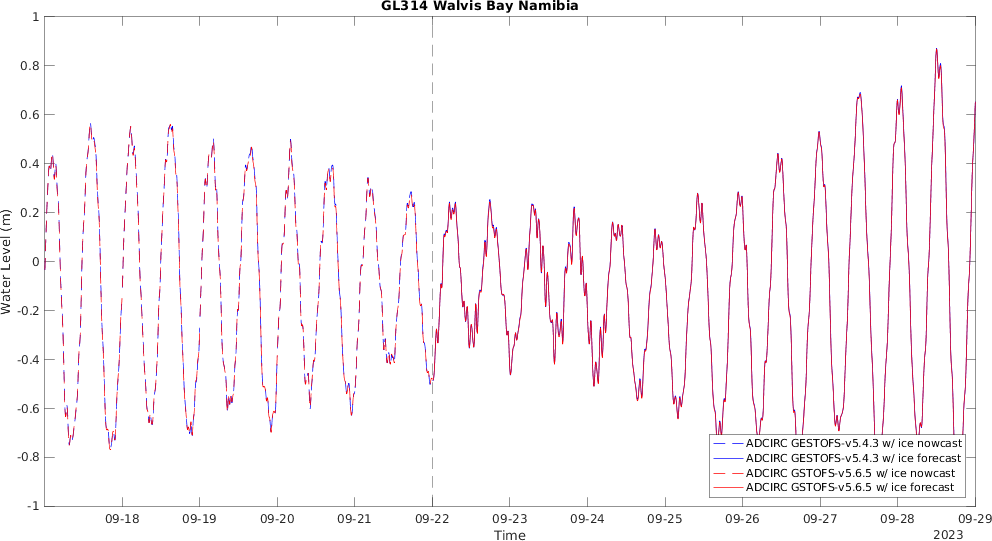 GL314 Walvis Bay Namibia
1
0.8
0.6
0.4
0.2
0
-0.2
-0.4
-0.6
-0.8
-1
Water Level (m)
ADCIRC GESTOFS-v5.4.3 w/ ice nowcast
ADCIRC GESTOFS-v5.4.3 w/ ice forecast
ADCIRC GSTOFS-v5.6.5 w/ ice nowcast
ADCIRC GSTOFS-v5.6.5 w/ ice forecast
09-18 09-19 09-20 09-21 09-22 09-23 09-24 09-25 09-26 09-27 09-28 09-29
Time
2023